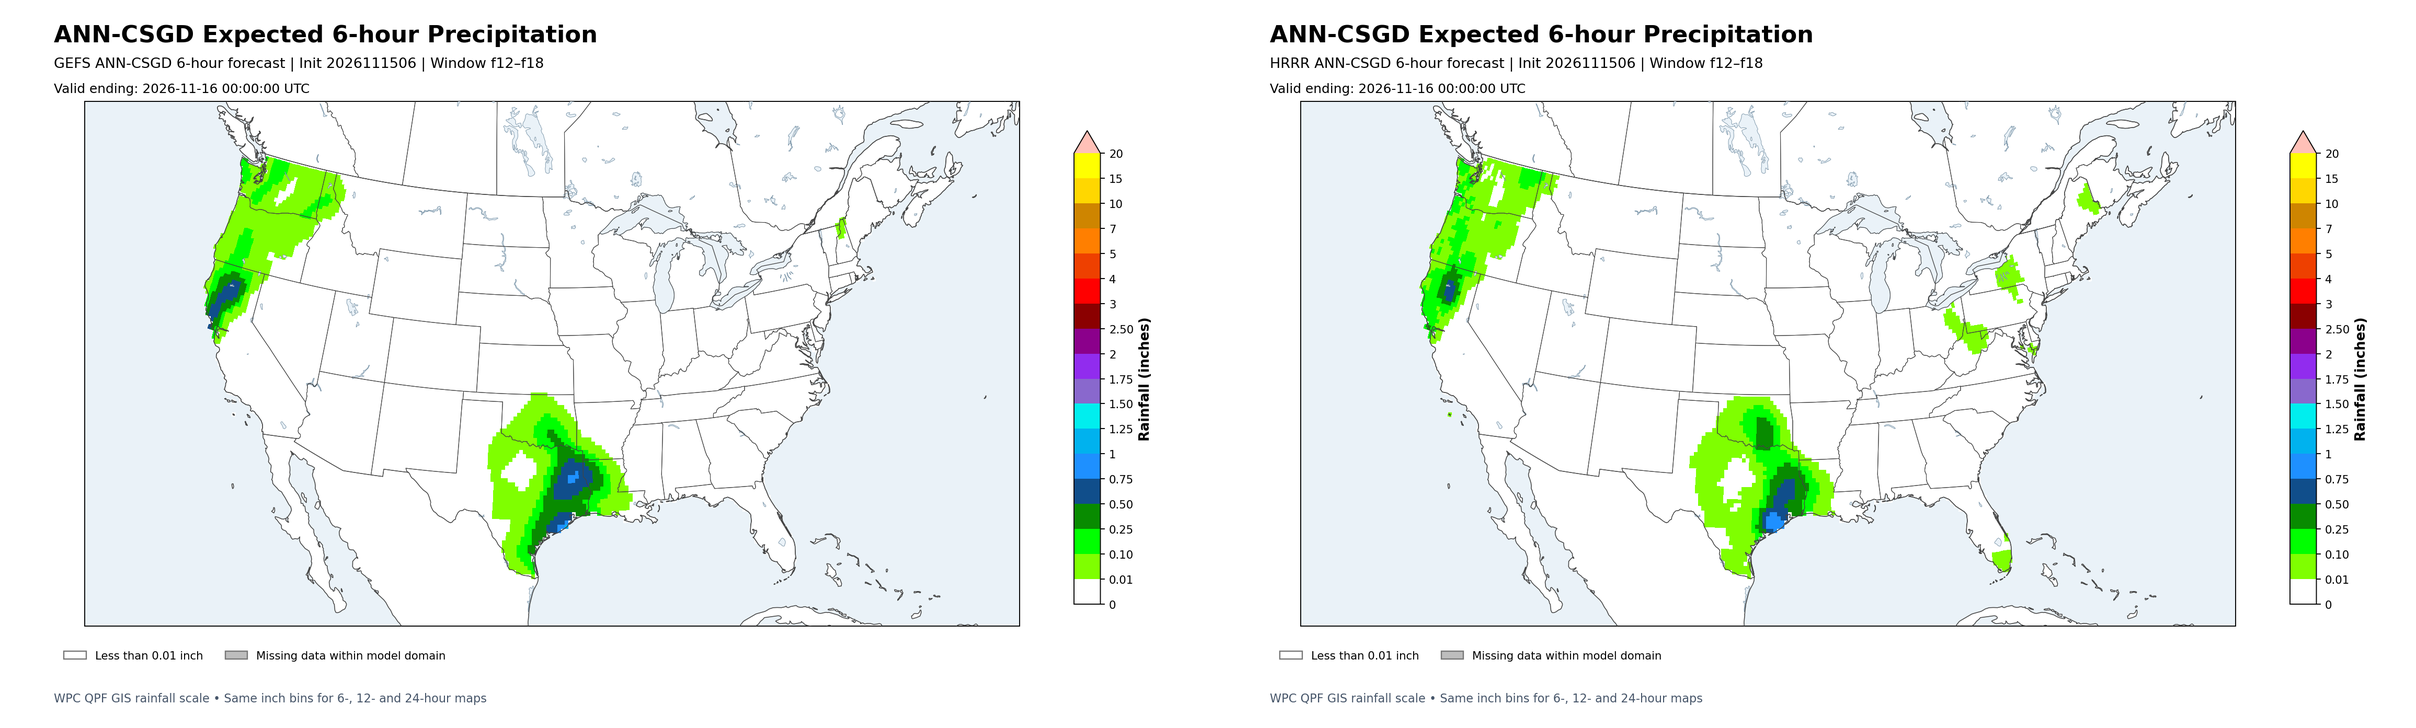 ANN-CSGD Expected 6-hour Precipitation
GEFS ANN-CSGD 6-hour forecast | Init 2026111506 | Window f12–f18
Valid ending: 2026-11-16 00:00:00 UTC
20
15
10
7
5
4
3
2.50
2
1.75
1.50
1.25
1
0.75
0.50
0.25
0.10
0.01
0
Rainfall (inches)
Less than 0.01 inch
Missing data within model domain
WPC QPF GIS rainfall scale • Same inch bins for 6-, 12- and 24-hour maps
ANN-CSGD Expected 6-hour Precipitation
HRRR ANN-CSGD 6-hour forecast | Init 2026111506 | Window f12–f18
Valid ending: 2026-11-16 00:00:00 UTC
20
15
10
7
5
4
3
2.50
2
1.75
1.50
1.25
1
0.75
0.50
0.25
0.10
0.01
0
Rainfall (inches)
Less than 0.01 inch
Missing data within model domain
WPC QPF GIS rainfall scale • Same inch bins for 6-, 12- and 24-hour maps